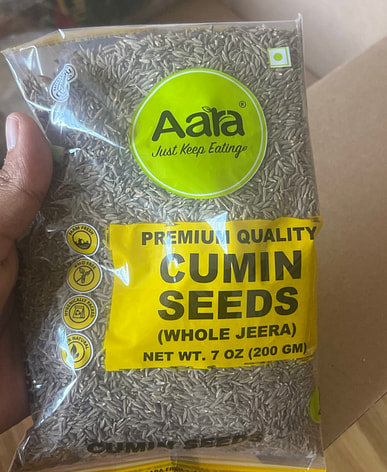 Aara®
Just Keep Eating®
PREMIUM QUALITY
CUMIN
SEEDS
(WHOLE JEERA)
NET WT. 7 OZ (200 GM)
CUMIN SEEDS